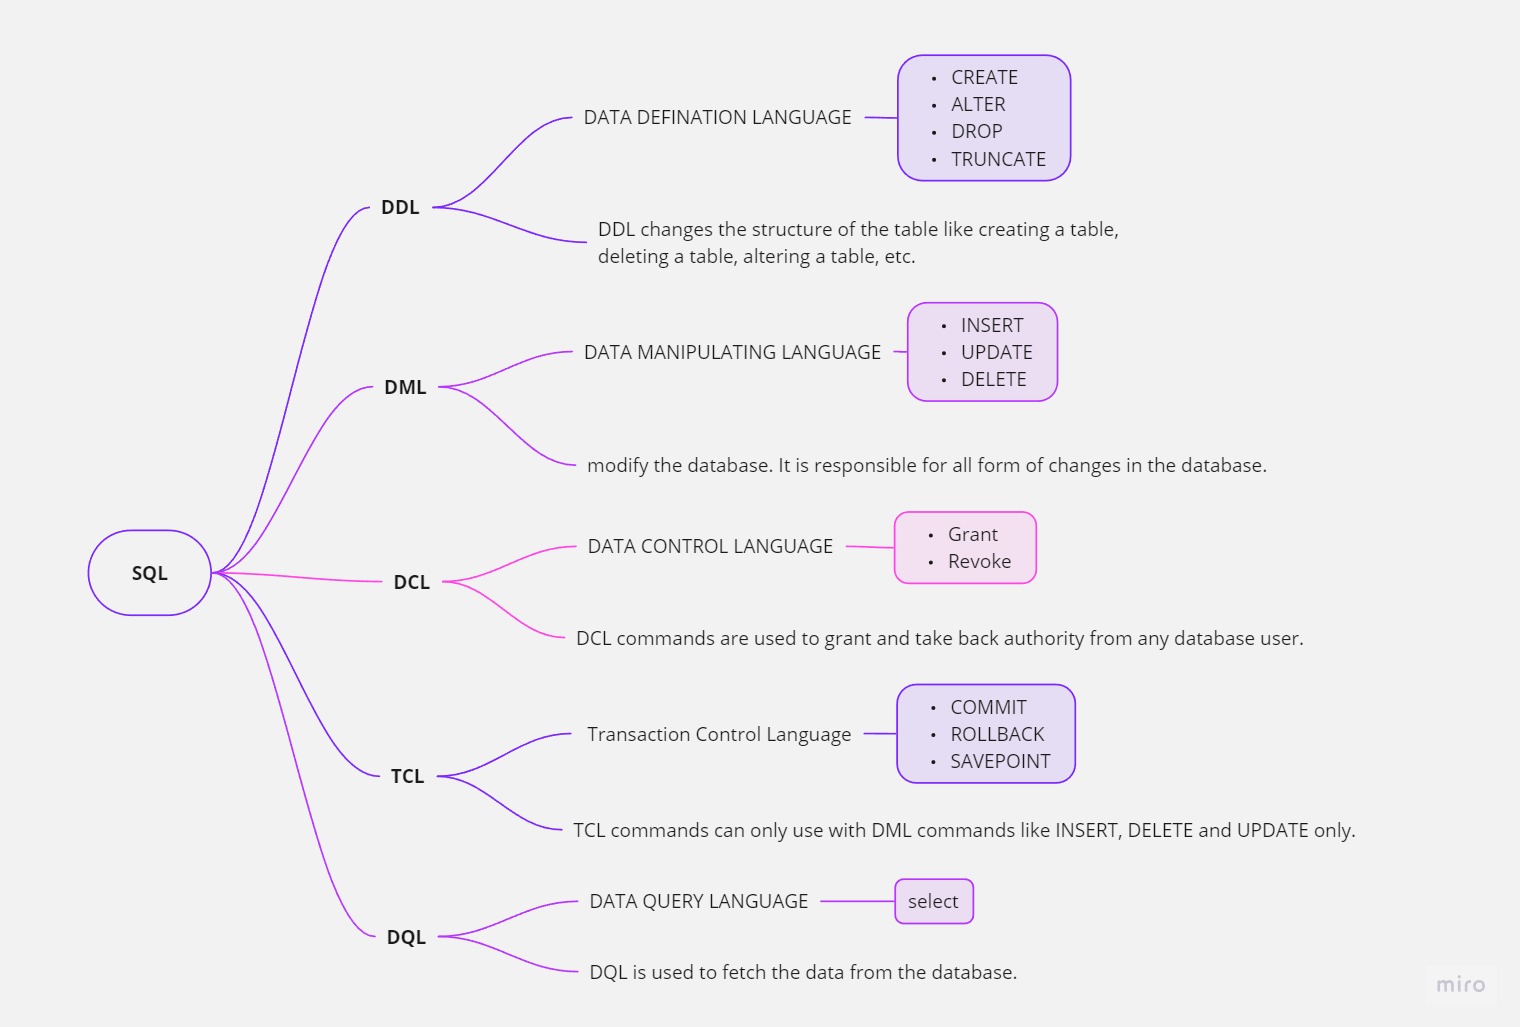 SQL
DDL
DATA DEFINATION LANGUAGE
• CREATE
• ALTER
• DROP
• TRUNCATE
DDL changes the structure of the table like creating a table,
deleting a table, altering a table, etc.
DML
DATA MANIPULATING LANGUAGE
• INSERT
• UPDATE
• DELETE
modify the database. It is responsible for all form of changes in the database.
DCL
DATA CONTROL LANGUAGE
• Grant
• Revoke
DCL commands are used to grant and take back authority from any database user.
TCL
Transaction Control Language
• COMMIT
• ROLLBACK
• SAVEPOINT
TCL commands can only use with DML commands like INSERT, DELETE and UPDATE only.
DQL
DATA QUERY LANGUAGE
select
DQL is used to fetch the data from the database.
miro